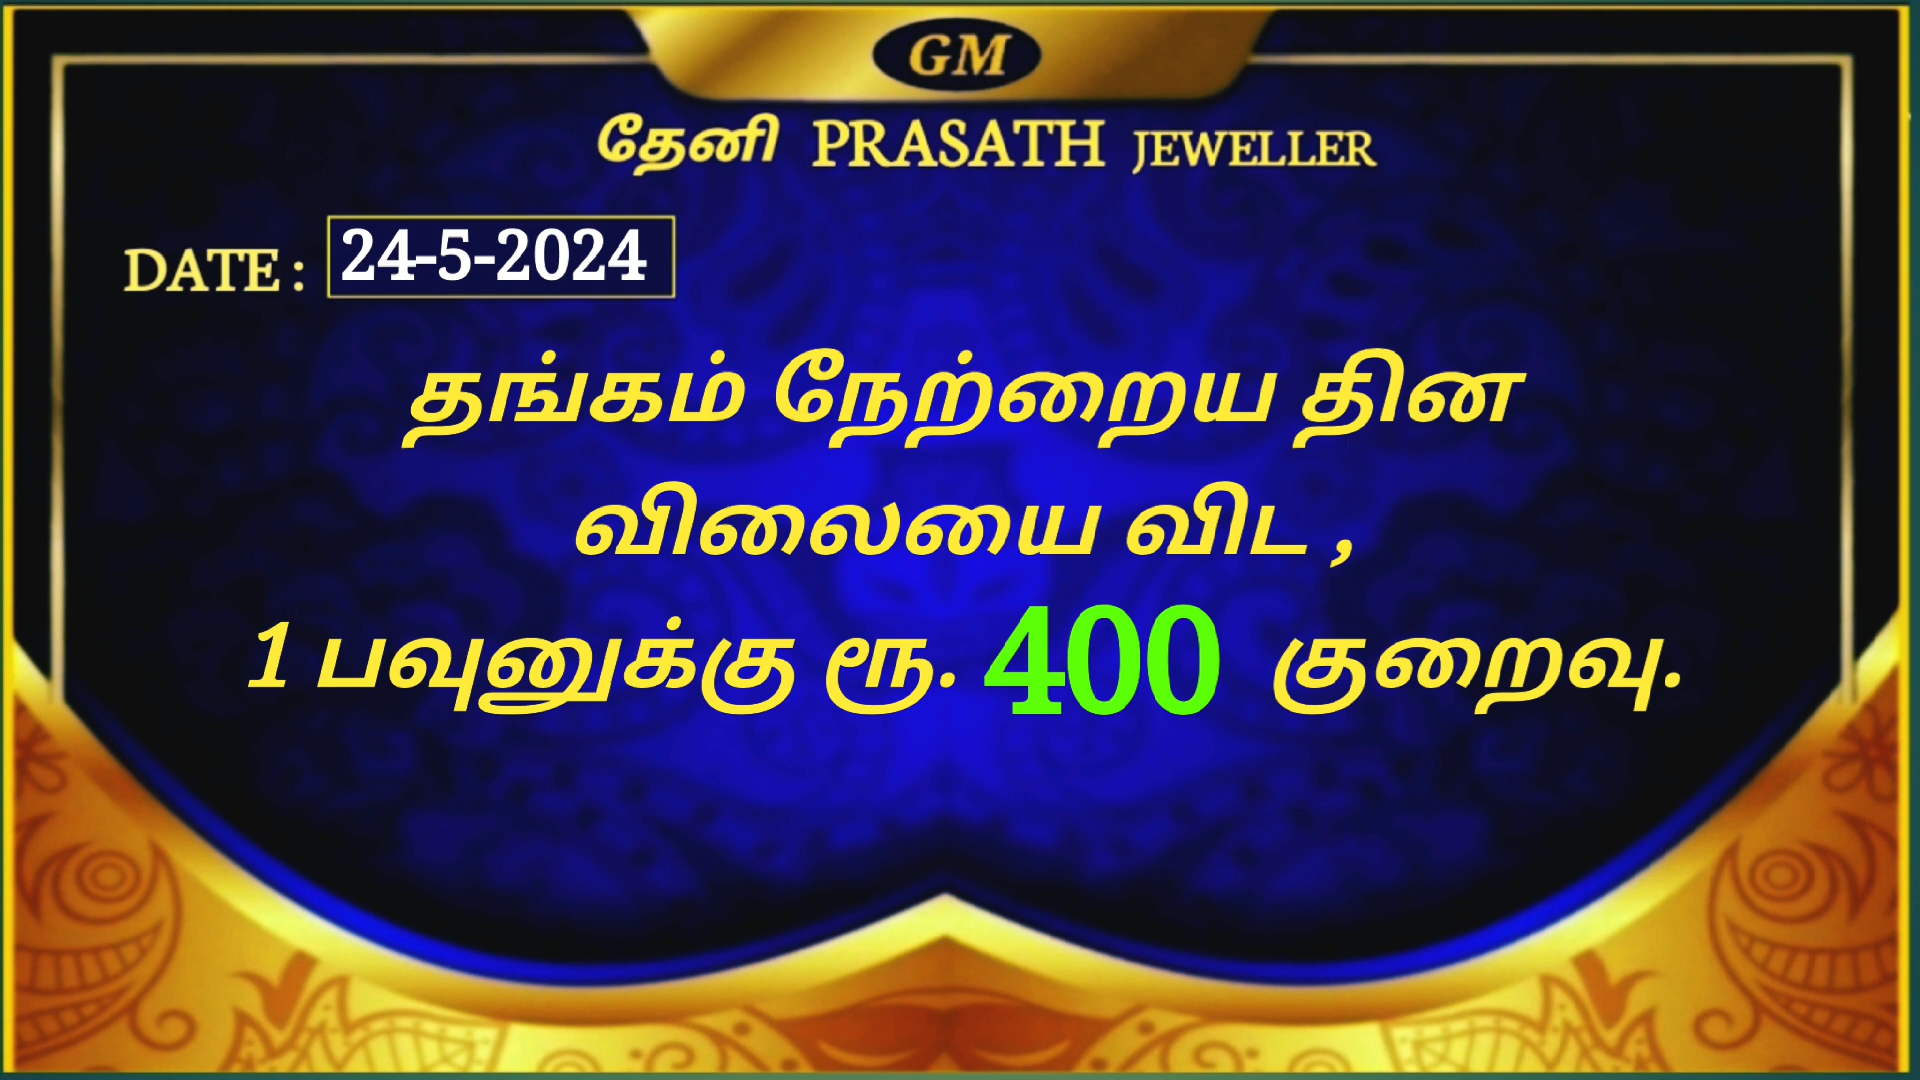 GM
தேனி PRASATH JEWELLER
DATE : 24-5-2024
தங்கம் நேற்றைய தின
விலையை விட ,
1 பவுனுக்கு ரூ. 400 குறைவு.